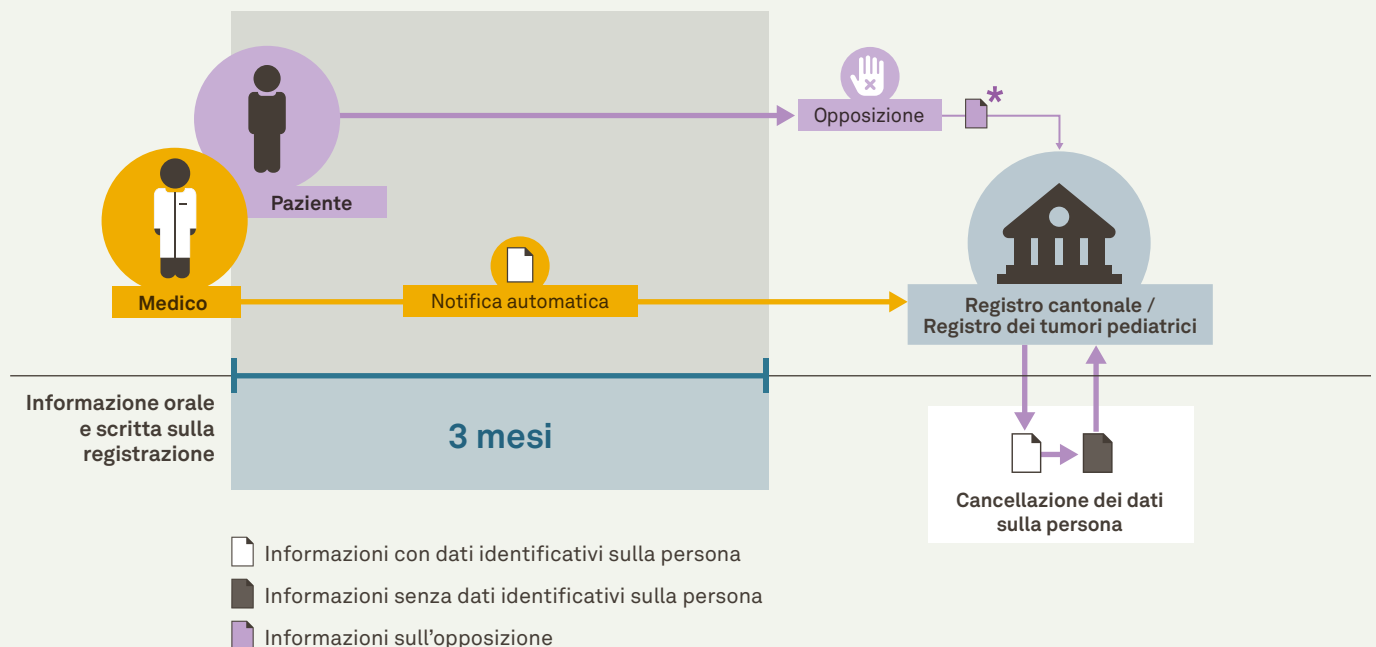 Opposizione
*
Paziente
Medico
Notifica automatica
Registro cantonale /
Registro dei tumori pediatrici
Informazione orale
e scritta sulla
registrazione
3 mesi
Cancellazione dei dati
sulla persona
Informazioni con dati identificativi sulla persona
Informazioni senza dati identificativi sulla persona
Informazioni sull'opposizione